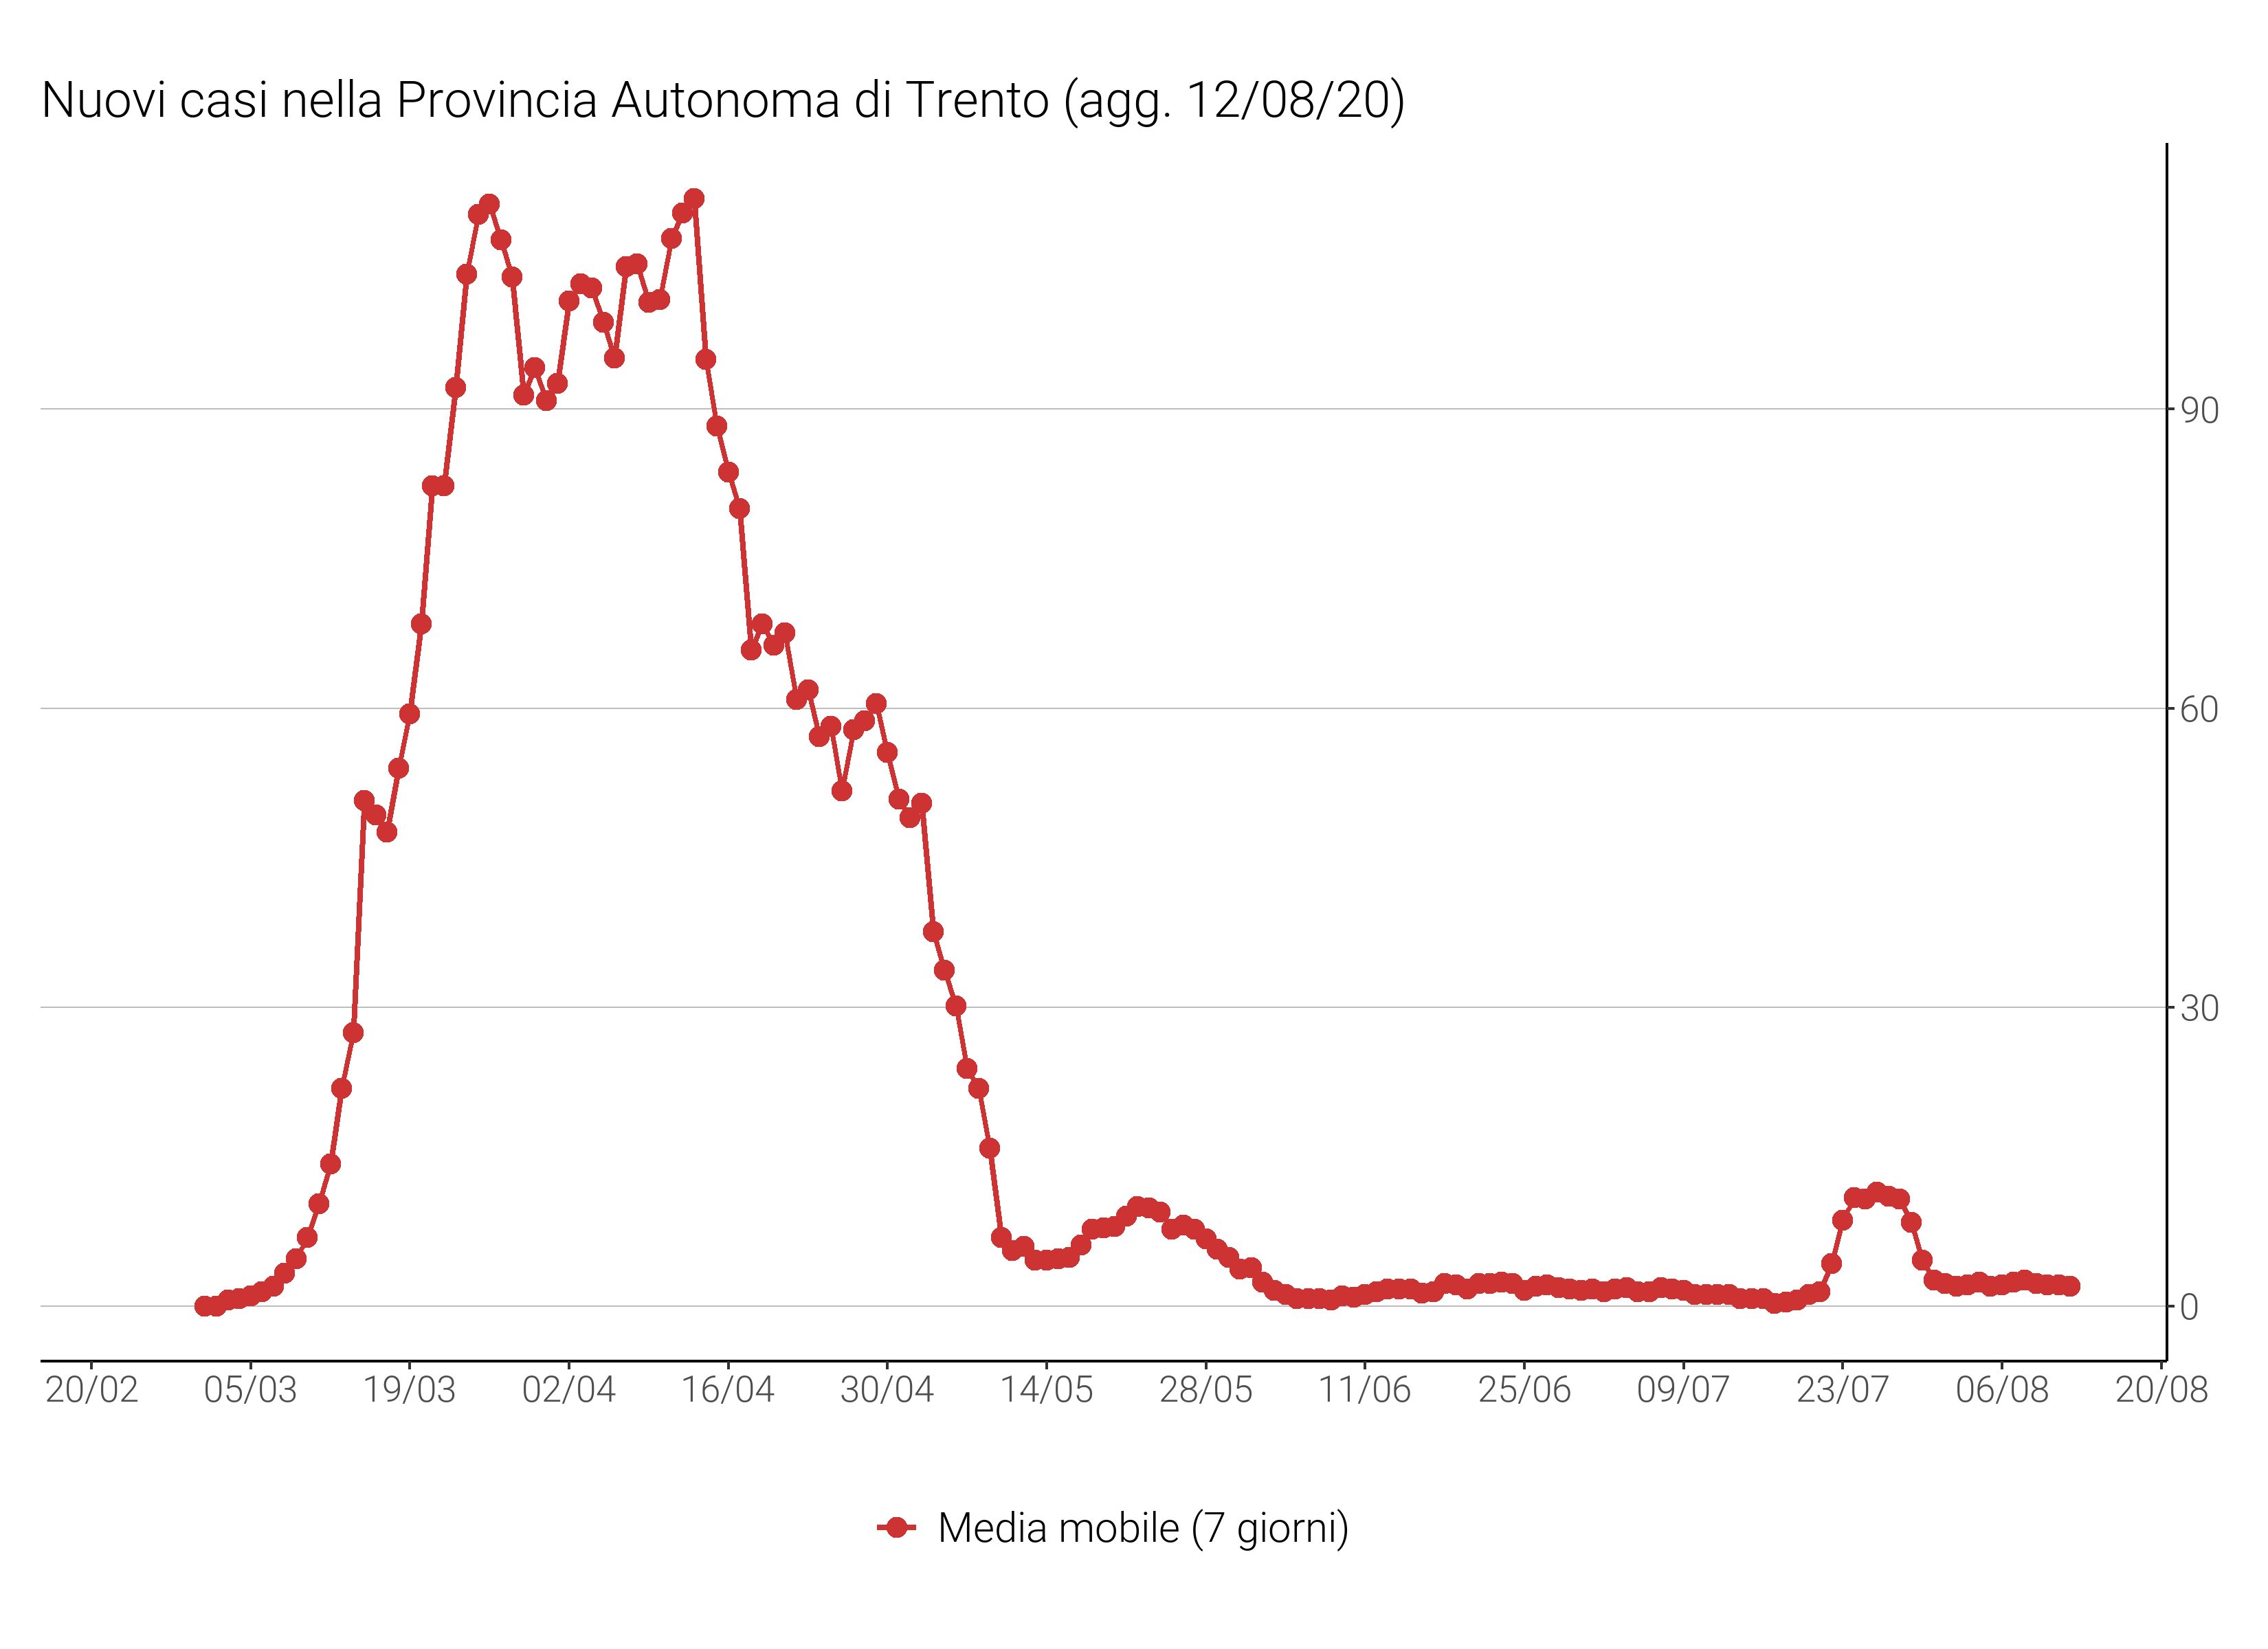 Nuovi casi nella Provincia Autonoma di Trento (agg. 12/08/20)
90
60
30
0
20/02 05/03 19/03 02/04 16/04 30/04 14/05 28/05 11/06 25/06 09/07 23/07 06/08 20/08
Media mobile (7 giorni)